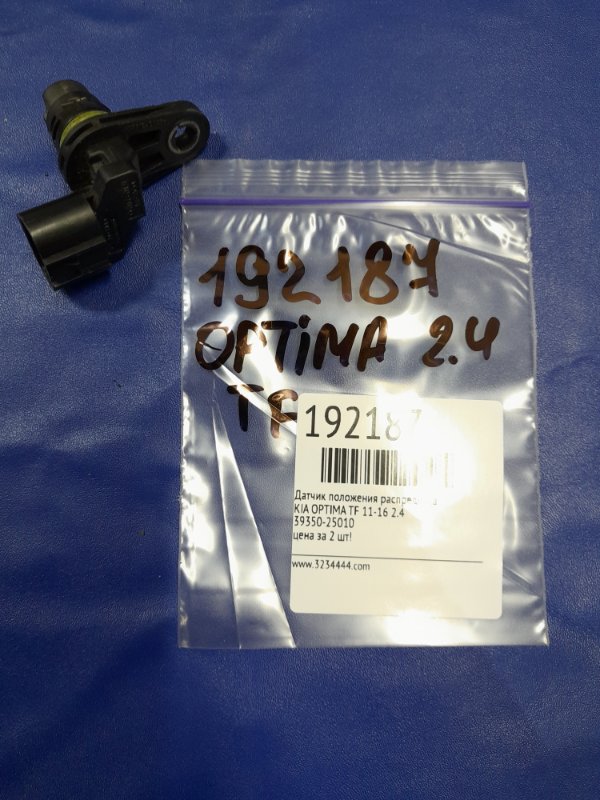 192187
OPTIMA 2.4
TF
192187
Датчик положения
KIA OPTIMA TF 11-16 2.4
39350-25010
цена за 2 шт!
www.3234444.com